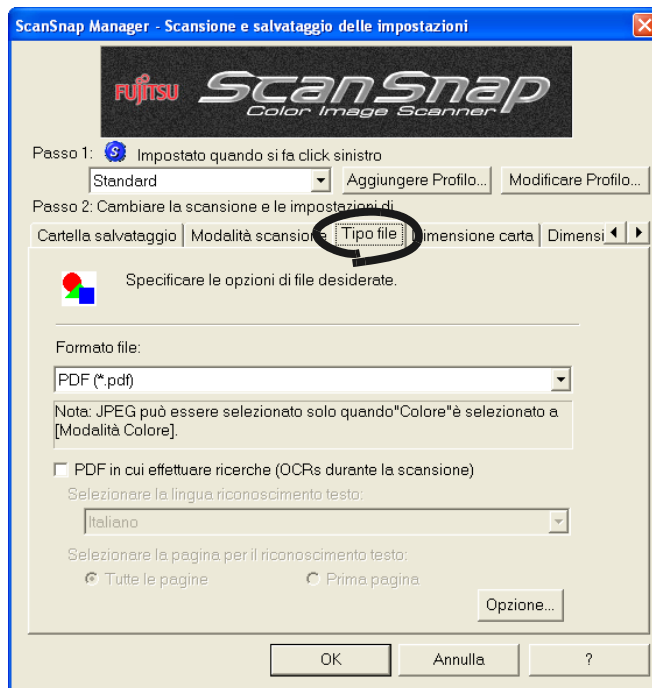 ScanSnap Manager - Scansione e salvataggio delle impostazioni
FUJITSU ScanSnap
Color Image Scanner
Passo 1: S Impostato quando si fa click sinistro
Standard Aggiungere Profilo... Modificare Profilo...
Passo 2: Cambiare la scansione e le impostazioni di
Cartella salvataggio Modalità scansione Tipo file Dimensione carta Dimensi
Specificare le opzioni di file desiderate.
Formato file:
PDF (*.pdf)
Nota: JPEG può essere selezionato solo quando"Colore"è selezionato a
[Modalità Colore].
PDF in cui effettuare ricerche (OCRs durante la scansione)
Selezionare la lingua riconoscimento testo:
Italiano
Selezionare la pagina per il riconoscimento testo:
Tutte le pagine Prima pagina
Opzione...
OK Annulla ?